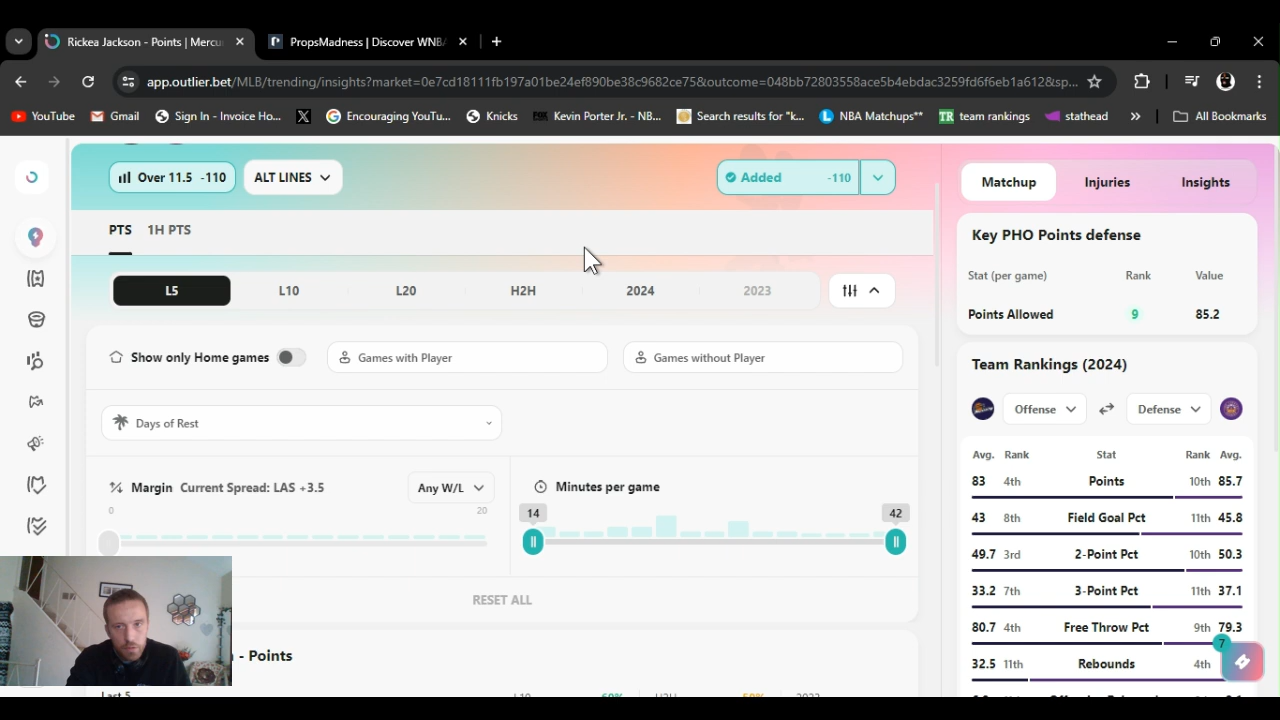 Rickea Jackson - Points | Mercu
PropsMadness | Discover WNBA
app.outlier.bet/MLB/trending/insights?market=0e7cd18111fb197a01be24ef890be38c9682ce75&outcome=048bb72803558ace5b4ebdac3259fd6f6eb1a612&sp...
YouTube
Gmail
Sign In - Invoice Ho...
Encouraging YouTu...
Knicks
Kevin Porter Jr. - NB...
Search results for "k...
NBA Matchups**
TR team rankings
stathead
All Bookmarks
Over 11.5 -110
ALT LINES
Added -110
PTS 1H PTS
L5 L10 L20 H2H 2024 2023
Show only Home games
Games with Player
Games without Player
Days of Rest
Margin Current Spread: LAS +3.5
Any W/L
0 20
Minutes per game
14 42
RESET ALL
- Points
Last 5 L10 60% H2H 50% 2023
Matchup Injuries Insights
Key PHO Points defense
Stat (per game) Rank Value
Points Allowed 9 85.2
Team Rankings (2024)
Offense Defense
Avg. Rank Stat Rank Avg.
83 4th Points 10th 85.7
43 8th Field Goal Pct 11th 45.8
49.7 3rd 2-Point Pct 10th 50.3
33.2 7th 3-Point Pct 11th 37.1
80.7 4th Free Throw Pct 9th 79.3
32.5 11th Rebounds 4th
7